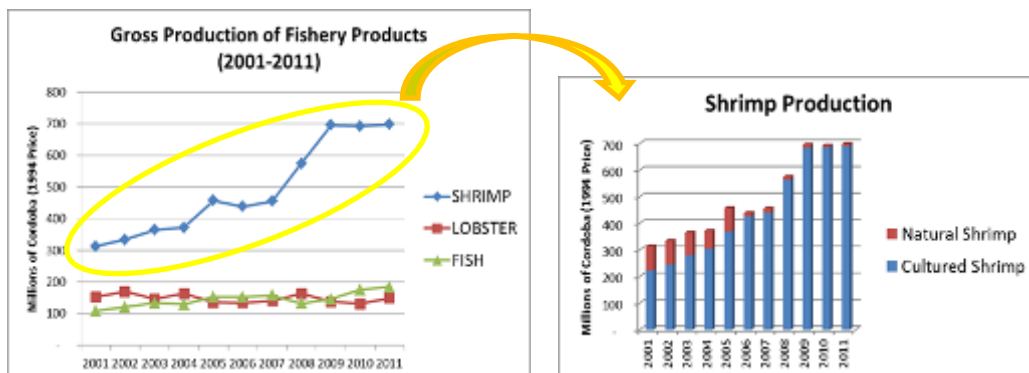 Gross Production of Fishery Products
(2001-2011)
Millions of Cordoba (1994 Price)
800
700
600
500
400
300
200
100
-
2001 2002 2003 2004 2005 2006 2007 2008 2009 2010 2011
SHRIMP
LOBSTER
FISH
Shrimp Production
Millions of Cordoba (1994 Price)
700
600
500
400
300
200
100
-
2001
2002
2003
2004
2005
2006
2007
2008
2009
2010
2011
Natural Shrimp
Cultured Shrimp